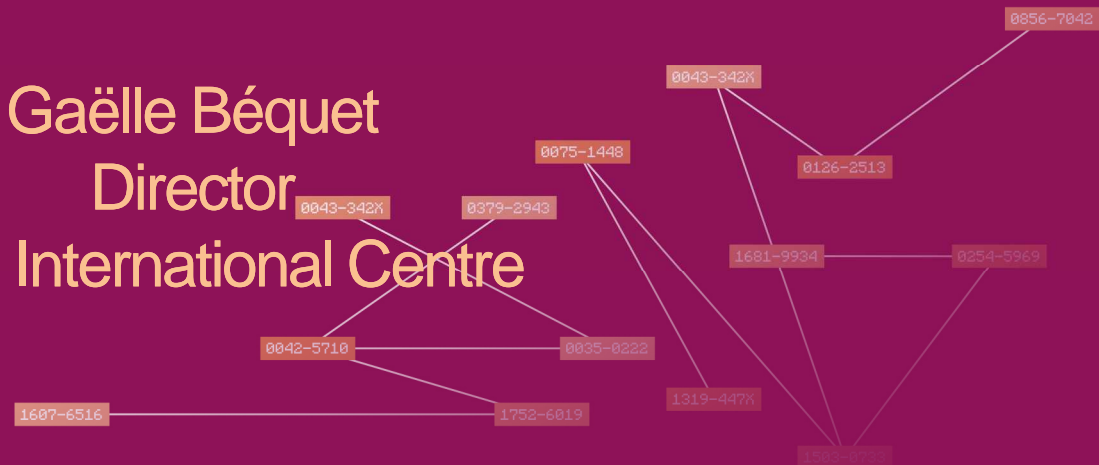 0856-7042
0043-342X
Gaëlle Béquet
0075-1448
0126-2513
Director
0043-342X
0379-2943
International Centre
1681-9934
0254-5969
0042-5710
0035-0222
1319-447X
1607-6516
1752-6019